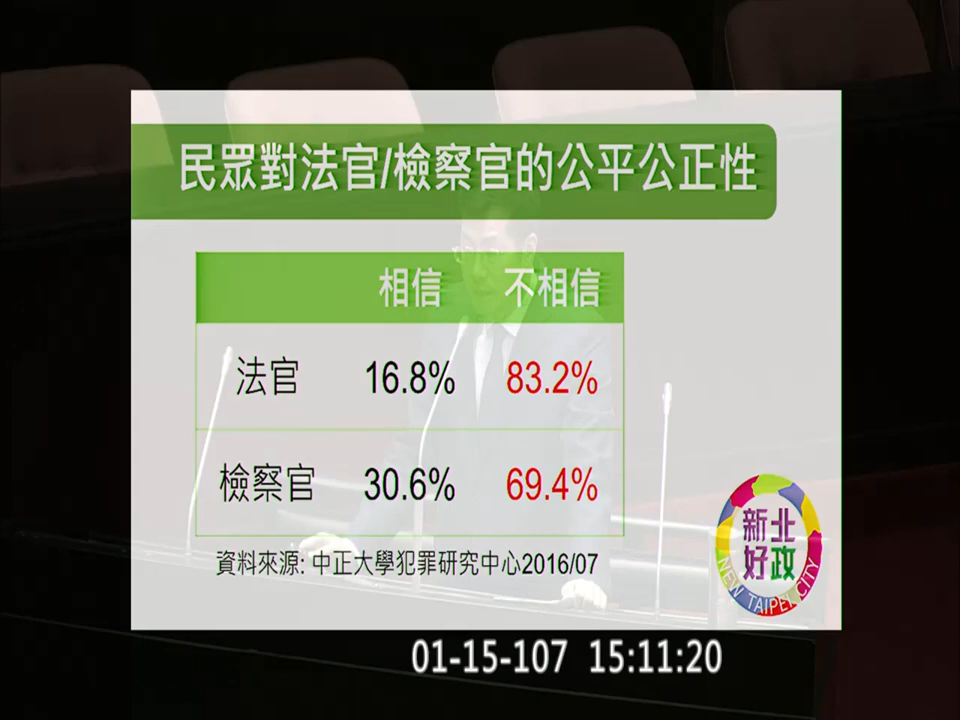 民眾對法官/檢察官的公平公正性
相信 不相信
法官 16.8% 83.2%
檢察官 30.6% 69.4%
資料來源: 中正大學犯罪研究中心2016/07
新北
好政
NEW TAIPEI CITY
01-15-107 15:11:20